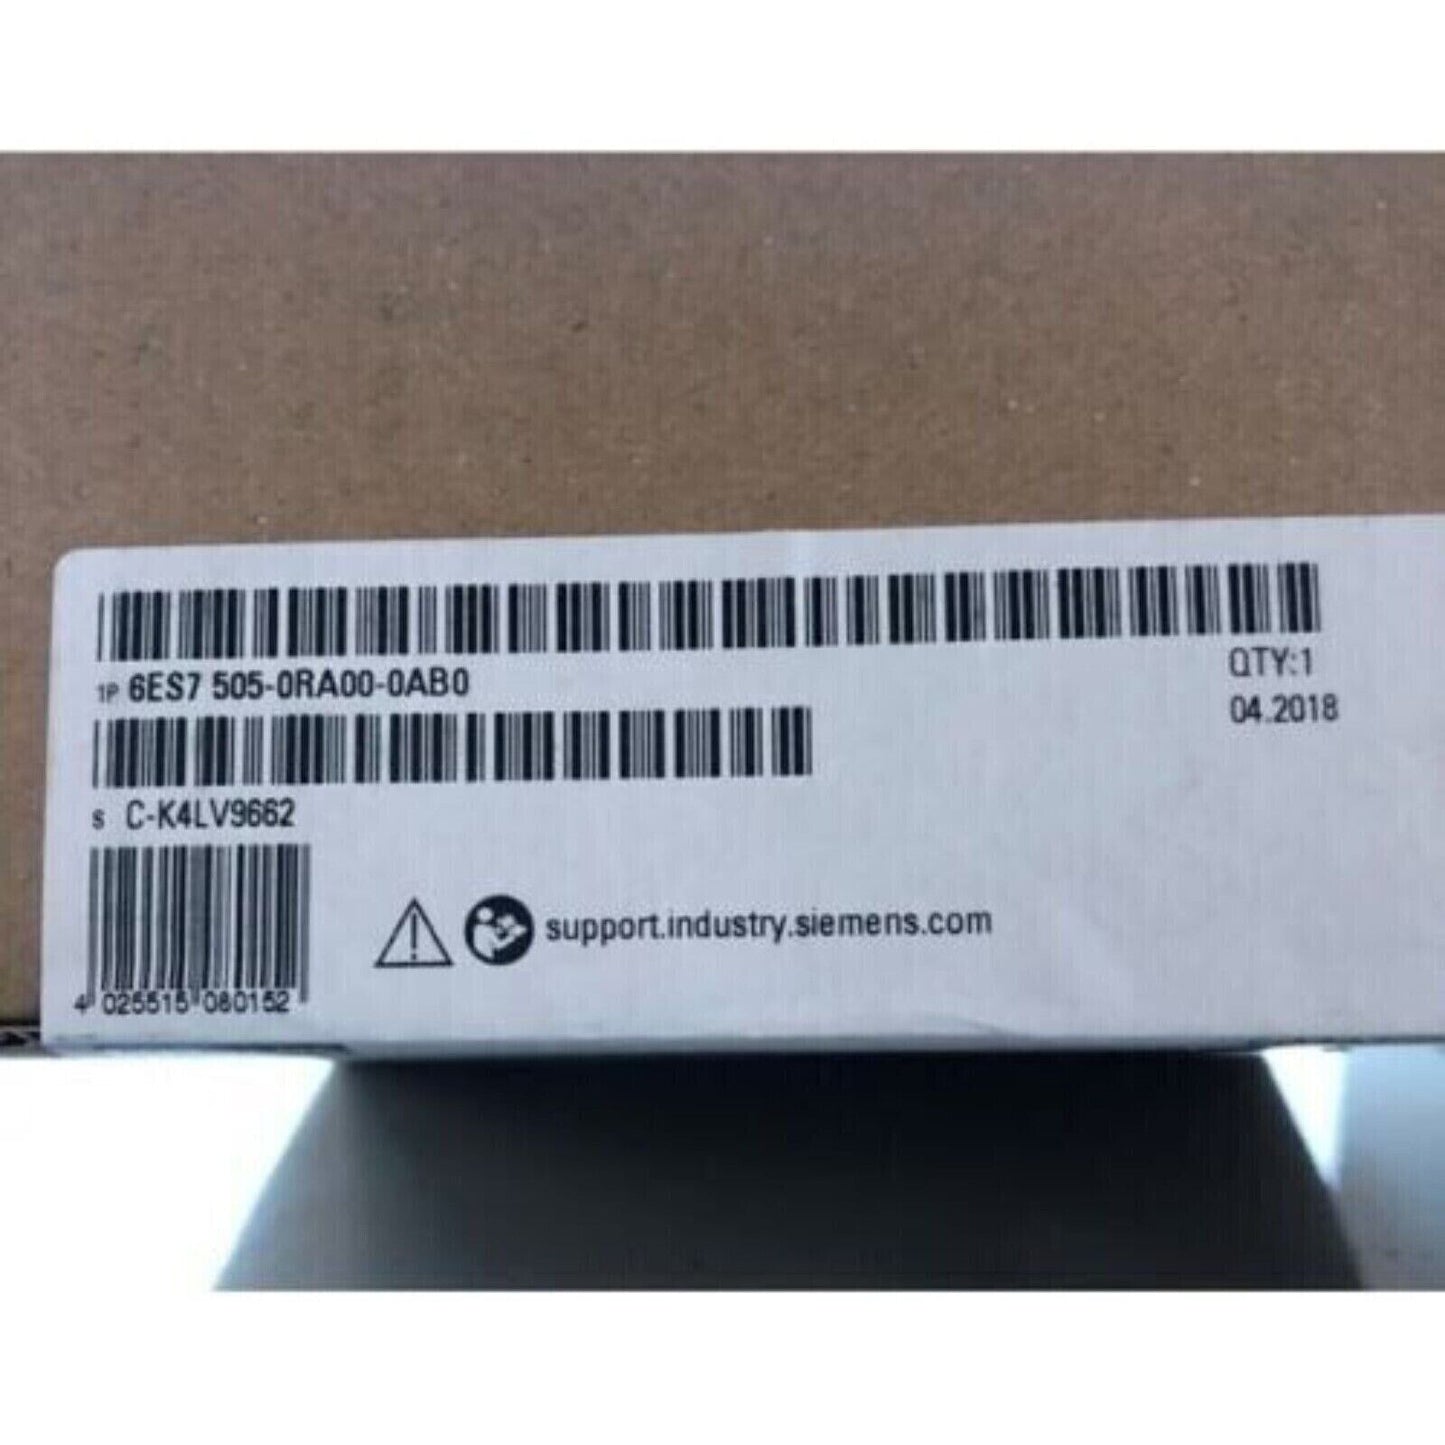 1P 6ES7 505-0RA00-0AB0
QTY:1
04.2018
S C-K4LV9662
support.industry.siemens.com
4 025515 080152